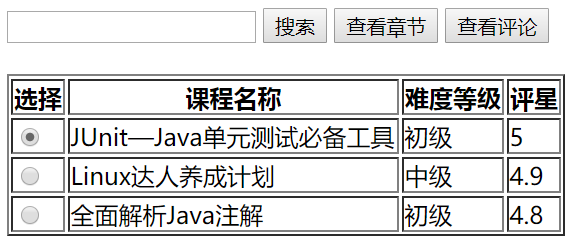 搜索 查看章节 查看评论
选择 课程名称 难度等级 评星
JUnit—Java单元测试必备工具 初级 5
Linux达人养成计划 中级 4.9
全面解析Java注解 初级 4.8